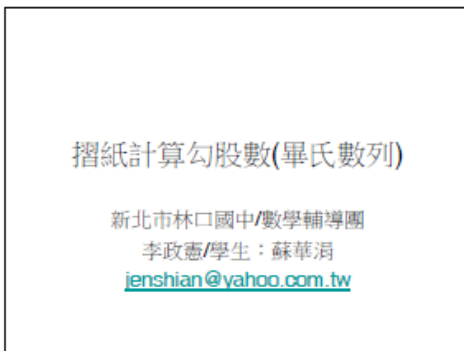 摺紙計算勾股數(畢氏數列)
新北市林口國中/數學輔導團
李政憲/學生：蘇華涓
jenshian@yahoo.com.tw